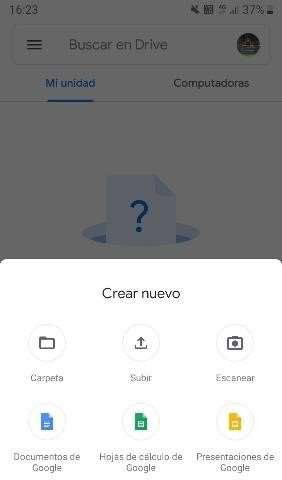 16:23 37%
Buscar en Drive
Mi unidad Computadoras
?
Crear nuevo
Carpeta Subir Escanear
Documentos de Hojas de cálculo de Presentaciones de
Google Google Google